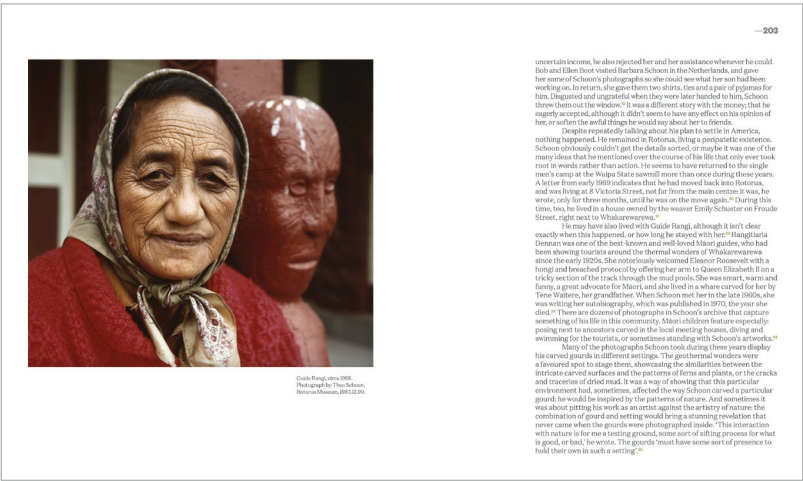 —203
uncertain income, he also rejected her and her assistance whenever he could.
Bob and Ellen Boot visited Barbara Schoon in the Netherlands, and gave
her some of Schoon's photographs so she could see what her son had been
working on. In return, she gave them two shirts, ties and a pair of pyjamas for
him. Disgusted and ungrateful when they were later handed to him, Schoon
threw them out the window. It was a different story with the money; that he
eagerly accepted, although it didn't seem to have any effect on his opinion of
her, or soften the awful things he would say about her to friends.
Despite repeatedly talking about his plan to settle in America,
nothing happened. He remained in Rotorua, living a peripatetic existence.
Schoon obviously couldn't get the details sorted, or maybe it was one of the
many ideas that he mentioned over the course of his life that only ever took
root in words rather than action. He seems to have returned to the single
men's camp at the Waipa State sawmill more than once during these years.
A letter from early 1969 indicates that he had moved back into Rotorua,
and was living at 8 Victoria Street, not far from the main centre: it was, he
wrote, only for three months, until he was on the move again. During this
time, too, he lived in a house owned by the weaver Emily Schuster on Froude
Street, right next to Whakarewarewa.
He may have also lived with Guide Rangi, although it isn't clear
exactly when this happened, or how long he stayed with her. Rangitīaria
Dennan was one of the best-known and well-loved Māori guides, who had
been showing tourists around the thermal wonders of Whakarewarewa
since the early 1920s. She notoriously welcomed Eleanor Roosevelt with a
hongi and breached protocol by offering her arm to Queen Elizabeth II on a
tricky section of the track through the mud pools. She was smart, warm and
funny, a great advocate for Māori, and she lived in a whare carved for her by
Tene Waitere, her grandfather. When Schoon met her in the late 1960s, she
was writing her autobiography, which was published in 1970, the year she
died. There are dozens of photographs in Schoon's archive that capture
something of his life in this community. Māori children feature especially:
posing next to ancestors carved in the local meeting houses, diving and
swimming for the tourists, or sometimes standing with Schoon's artworks.
Many of the photographs Schoon took during these years display
his carved gourds in different settings. The geothermal wonders were
a favoured spot to stage them, showcasing the similarities between the
intricate carved surfaces and the patterns of ferns and plants, or the cracks
and traceries of dried mud. It was a way of showing that this particular
environment had, sometimes, affected the way Schoon carved a particular
gourd: he would be inspired by the patterns of nature. And sometimes it
was about pitting his work as an artist against the artistry of nature: the
combination of gourd and setting would bring a stunning revelation that
never came when the gourds were photographed inside. 'This interaction
with nature is for me a testing ground, some sort of sifting process for what
is good, or bad,' he wrote. The gourds 'must have some sort of presence to
hold their own in such a setting'.
Guide Rangi, circa 1968.
Photograph by Theo Schoon.
Rotorua Museum,